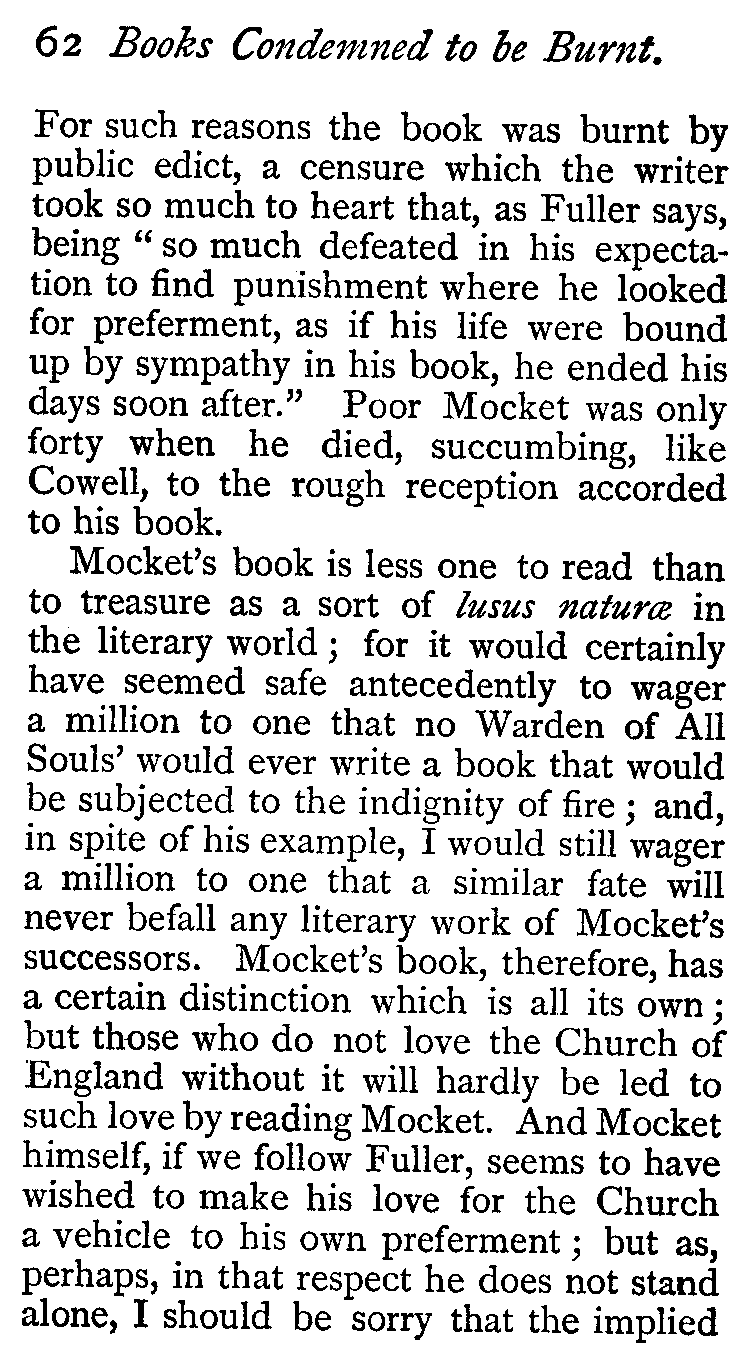 62 Books Condemned to be Burnt.
For such reasons the book was burnt by
public edict, a censure which the writer
took so much to heart that, as Fuller says,
being “ so much defeated in his expecta-
tion to find punishment where he looked
for preferment, as if his life were bound
up by sympathy in his book, he ended his
days soon after.” Poor Mocket was only
forty when he died, succumbing, like
Cowell, to the rough reception accorded
to his book.
Mocket’s book is less one to read than
to treasure as a sort of lusus naturæ in
the literary world ; for it would certainly
have seemed safe antecedently to wager
a million to one that no Warden of All
Souls’ would ever write a book that would
be subjected to the indignity of fire ; and,
in spite of his example, I would still wager
a million to one that a similar fate will
never befall any literary work of Mocket’s
successors. Mocket’s book, therefore, has
a certain distinction which is all its own ;
but those who do not love the Church of
England without it will hardly be led to
such love by reading Mocket. And Mocket
himself, if we follow Fuller, seems to have
wished to make his love for the Church
a vehicle to his own preferment ; but as,
perhaps, in that respect he does not stand
alone, I should be sorry that the implied